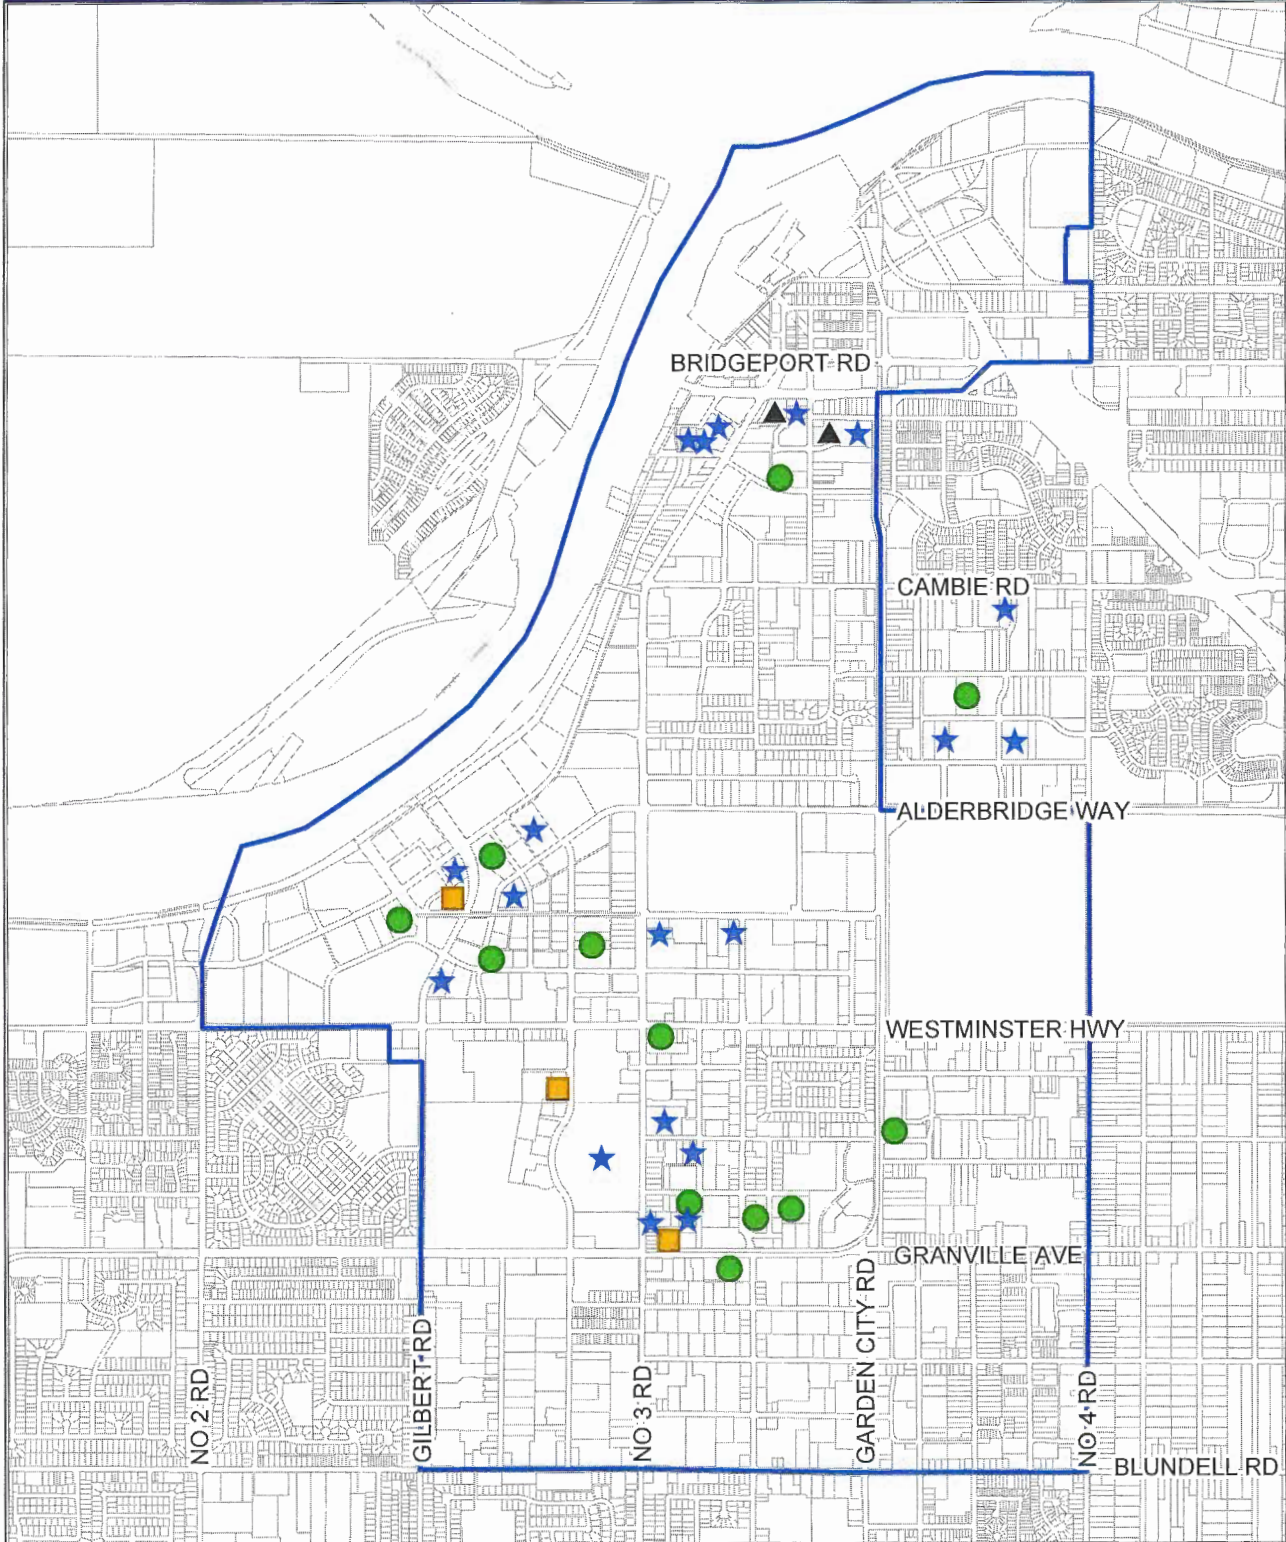 BRIDGEPORT RD
CAMBIE RD
ALDERBRIDGE WAY
WESTMINSTER HWY
GRANVILLE AVE
NO 2 RD
GILBERT RD
NO 3 RD
GARDEN CITY RD
NO 4 RD
BLUNDELL RD